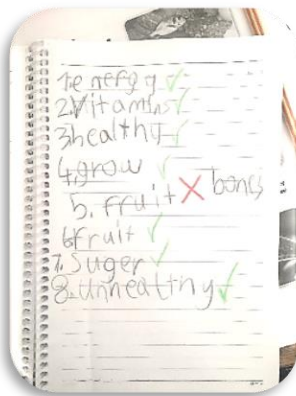 1. energy
2. Vitamins
3. healthy
4. grow
5. fruit bones
6. fruit
7. Suger
8. unhealthy